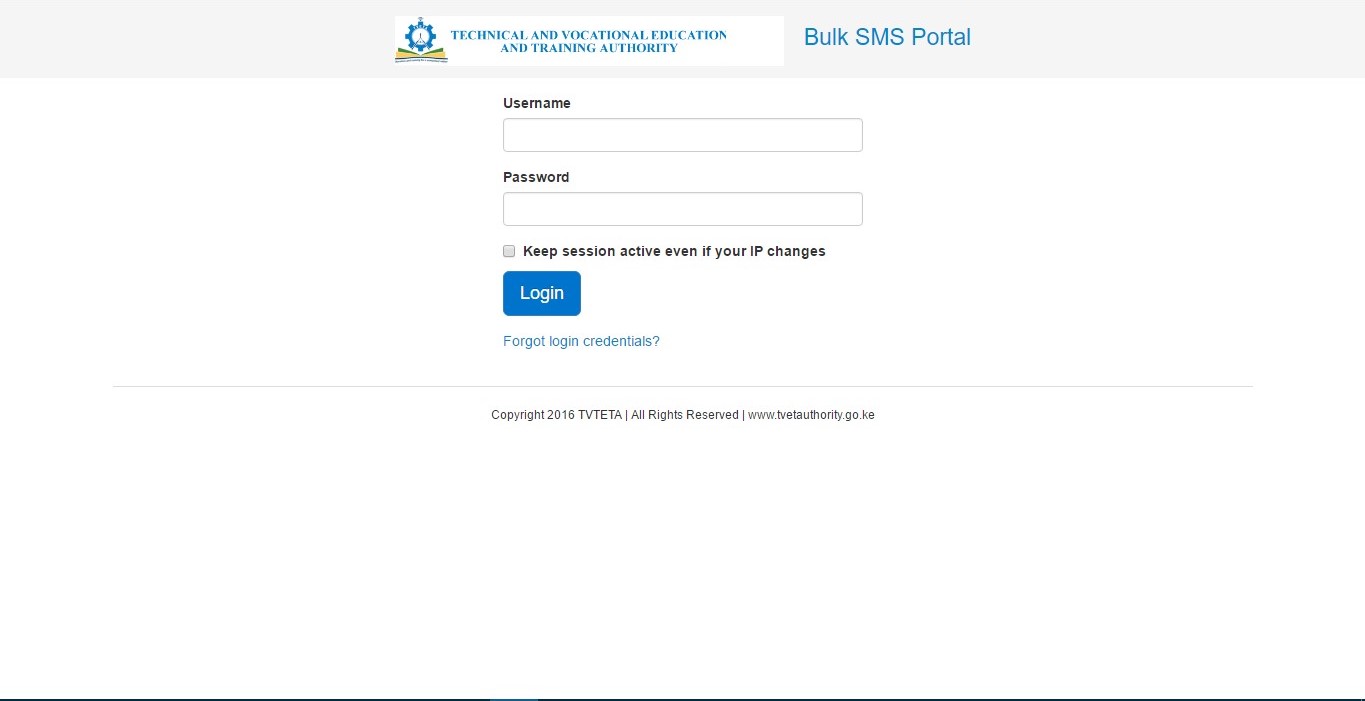 TECHNICAL AND VOCATIONAL EDUCATION
AND TRAINING AUTHORITY
Bulk SMS Portal
Username
Password
Keep session active even if your IP changes
Login
Forgot login credentials?
Copyright 2016 TVTETA | All Rights Reserved | www.tvetauthority.go.ke